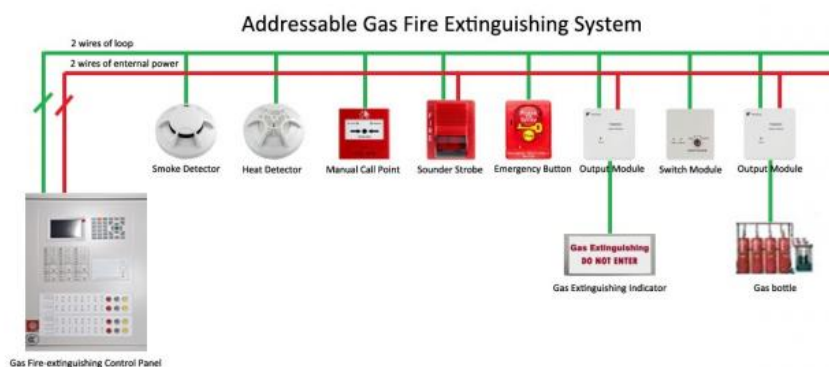 Addressable Gas Fire Extinguishing System
2 wires of loop
2 wires of enternal power
Smoke Detector
Heat Detector
Manual Call Point
Sounder Strobe
Emergency Button
Output Module
Switch Module
Output Module
FIRE
Gas Extinguishing
DO NOT ENTER
Gas Extinguishing Indicator
Gas bottle
Gas Fire-extinguishing Control Panel